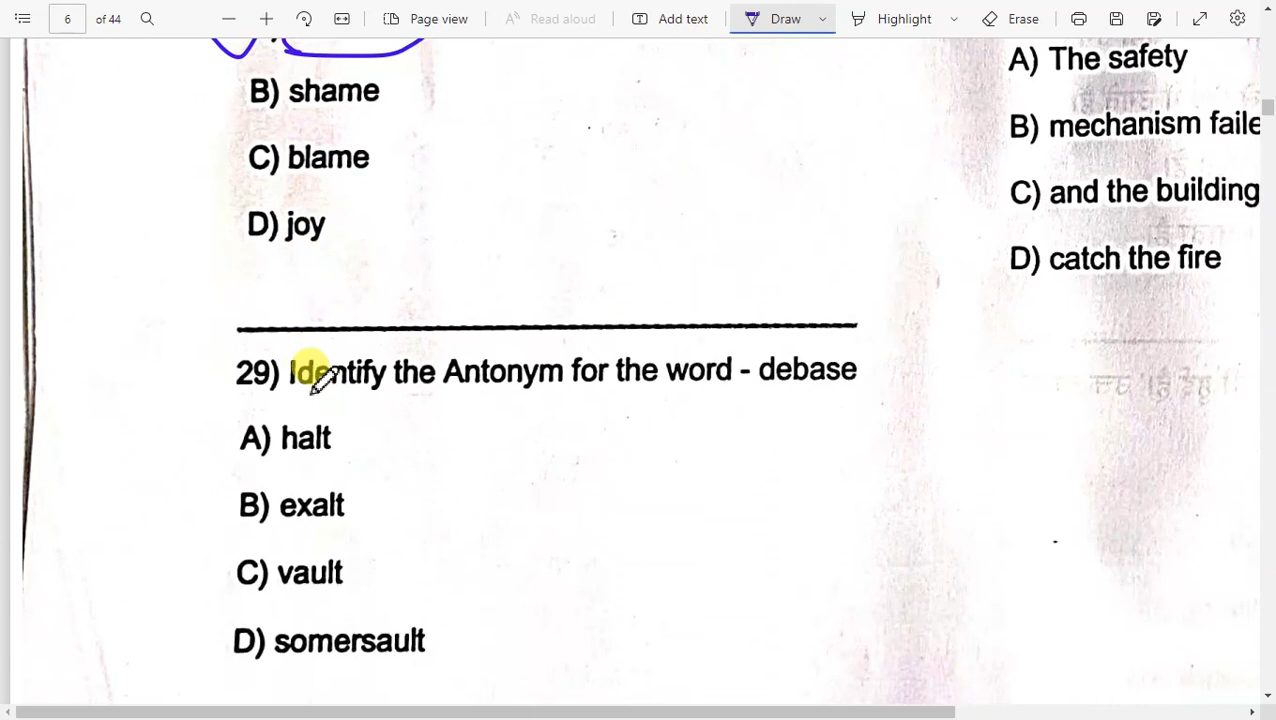 6 of 44 Page view Read aloud Add text Draw Highlight Erase
B) shame
C) blame
D) joy
29) Identify the Antonym for the word - debase
A) halt
B) exalt
C) vault
D) somersault
A) The safety
B) mechanism faile
C) and the building
D) catch the fire